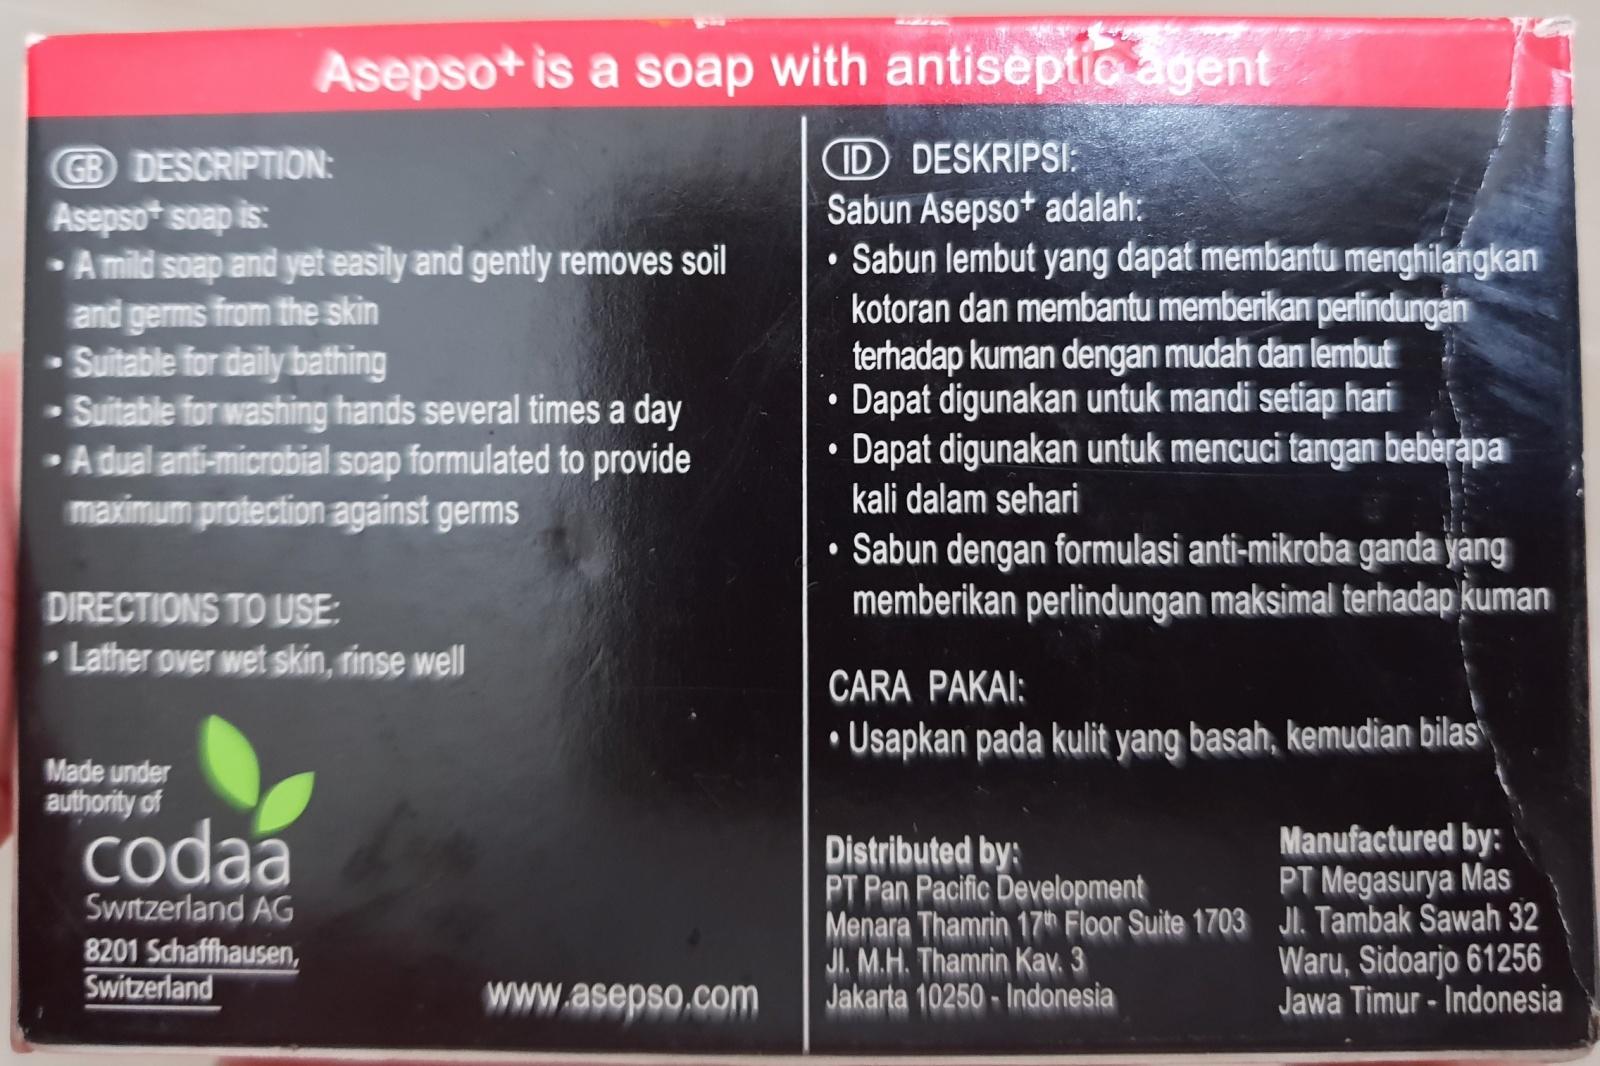 Asepso+ is a soap with antiseptic agent
GB DESCRIPTION:
Asepso+ soap is:
• A mild soap and yet easily and gently removes soil
and germs from the skin
• Suitable for daily bathing
• Suitable for washing hands several times a day
• A dual anti-microbial soap formulated to provide
maximum protection against germs
DIRECTIONS TO USE:
• Lather over wet skin, rinse well
Made under
authority of
codaa
Switzerland AG
8201 Schaffhausen,
Switzerland
www.asepso.com
ID DESKRIPSI:
Sabun Asepso+ adalah:
• Sabun lembut yang dapat membantu menghilangkan
kotoran dan membantu memberikan perlindungan
terhadap kuman dengan mudah dan lembut
• Dapat digunakan untuk mandi setiap hari
• Dapat digunakan untuk mencuci tangan beberapa
kali dalam sehari
• Sabun dengan formulasi anti-mikroba ganda yang
memberikan perlindungan maksimal terhadap kuman
CARA PAKAI:
• Usapkan pada kulit yang basah, kemudian bilas
Distributed by:
PT Pan Pacific Development
Menara Thamrin 17th Floor Suite 1703
Jl. M.H. Thamrin Kav. 3
Jakarta 10250 - Indonesia
Manufactured by:
PT Megasurya Mas
Jl. Tambak Sawah 32
Waru, Sidoarjo 61256
Jawa Timur - Indonesia